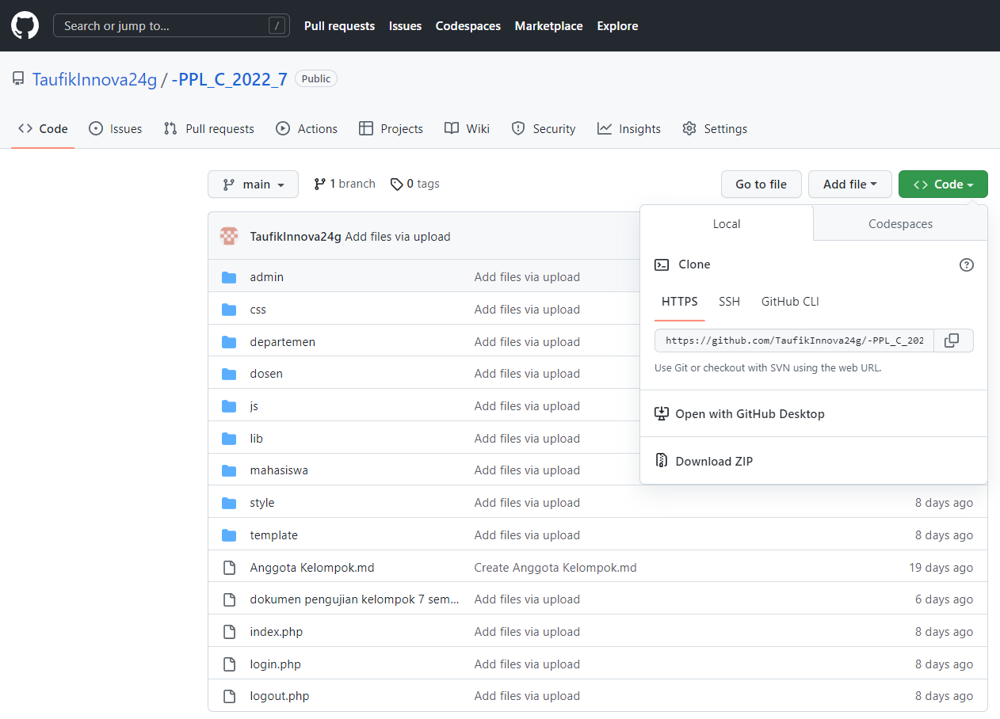 Search or jump to... /
Pull requests Issues Codespaces Marketplace Explore
TaufikInnova24g / -PPL_C_2022_7 Public
<> Code Issues Pull requests Actions Projects Wiki Security Insights Settings
main 1 branch 0 tags Go to file Add file <> Code
TaufikInnova24g Add files via upload
admin Add files via upload
css Add files via upload
departemen Add files via upload
dosen Add files via upload
js Add files via upload
lib Add files via upload
mahasiswa Add files via upload
style Add files via upload 8 days ago
template Add files via upload 8 days ago
Anggota Kelompok.md Create Anggota Kelompok.md 19 days ago
dokumen pengujian kelompok 7 sem... Add files via upload 6 days ago
index.php Add files via upload 8 days ago
login.php Add files via upload 8 days ago
logout.php Add files via upload 8 days ago
Local Codespaces
Clone ?
HTTPS SSH GitHub CLI
https://github.com/TaufikInnova24g/-PPL_C_202
Use Git or checkout with SVN using the web URL.
Open with GitHub Desktop
Download ZIP